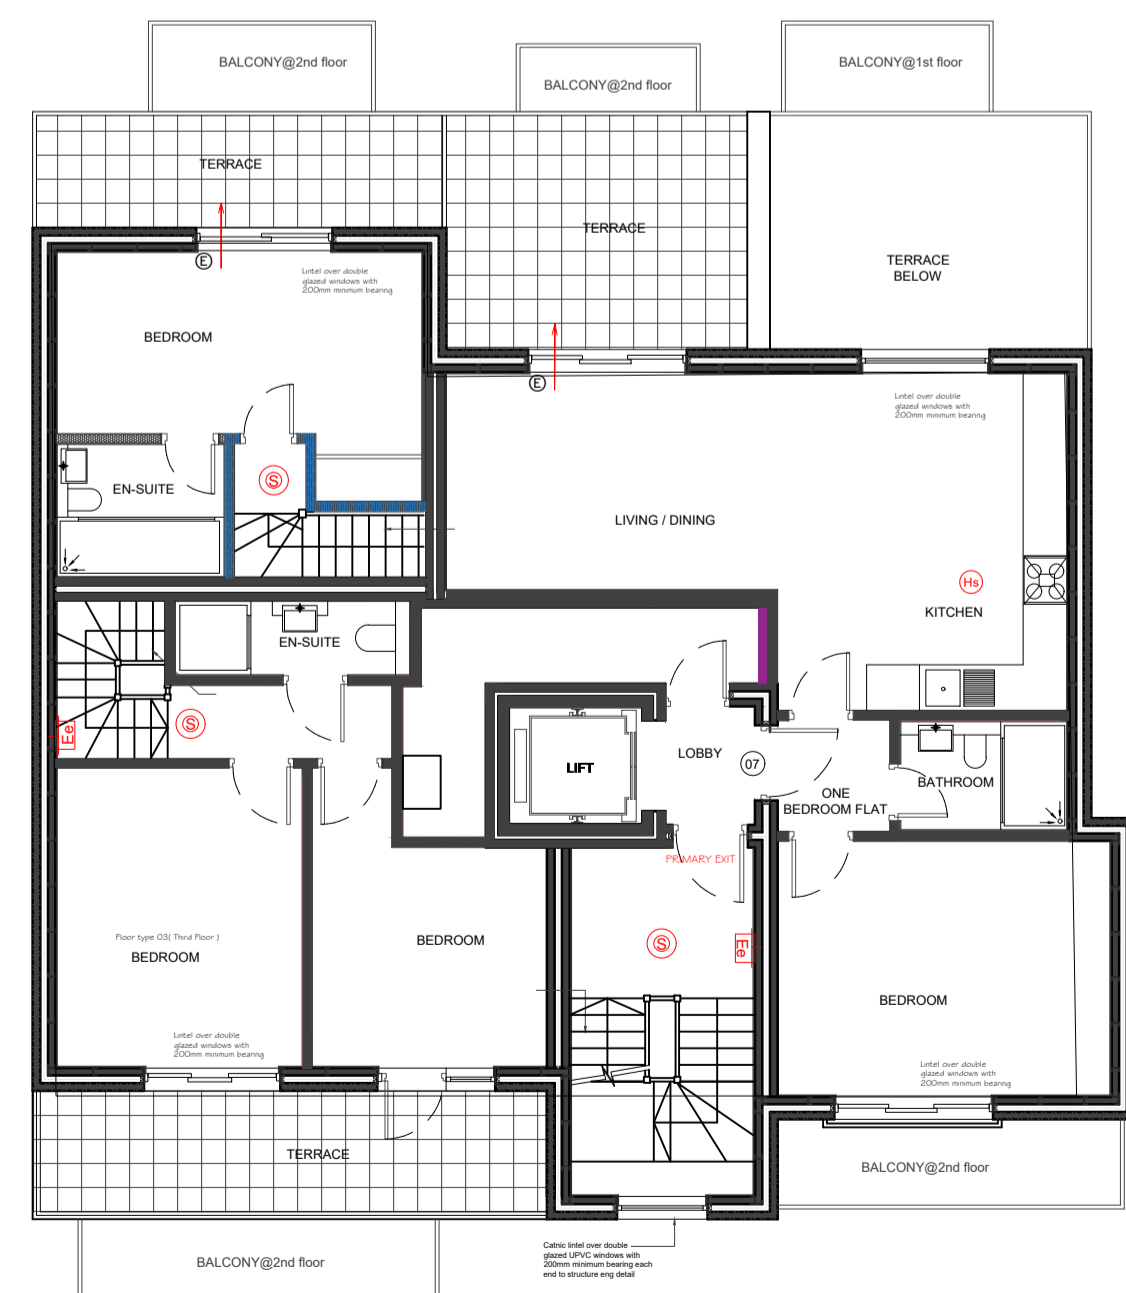 BALCONY@2nd floor
BALCONY@2nd floor
BALCONY@1st floor
TERRACE
TERRACE
TERRACE
BELOW
E
Lintel over double
glazed windows with
200mm minimum bearing
BEDROOM
E
Lintel over double
glazed windows with
200mm minimum bearing
S
EN-SUITE
LIVING / DINING
Hs
KITCHEN
EN-SUITE
S
Ee
LOBBY
07
LIFT
BATHROOM
ONE
BEDROOM FLAT
PRIMARY EXIT
Floor type 03( Third Floor )
BEDROOM
BEDROOM
S
Ee
BEDROOM
Lintel over double
glazed windows with
200mm minimum bearing
Lintel over double
glazed windows with
200mm minimum bearing
TERRACE
BALCONY@2nd floor
Catnic lintel over double
glazed UPVC windows with
200mm minimum bearing each
end to structure eng detail
BALCONY@2nd floor